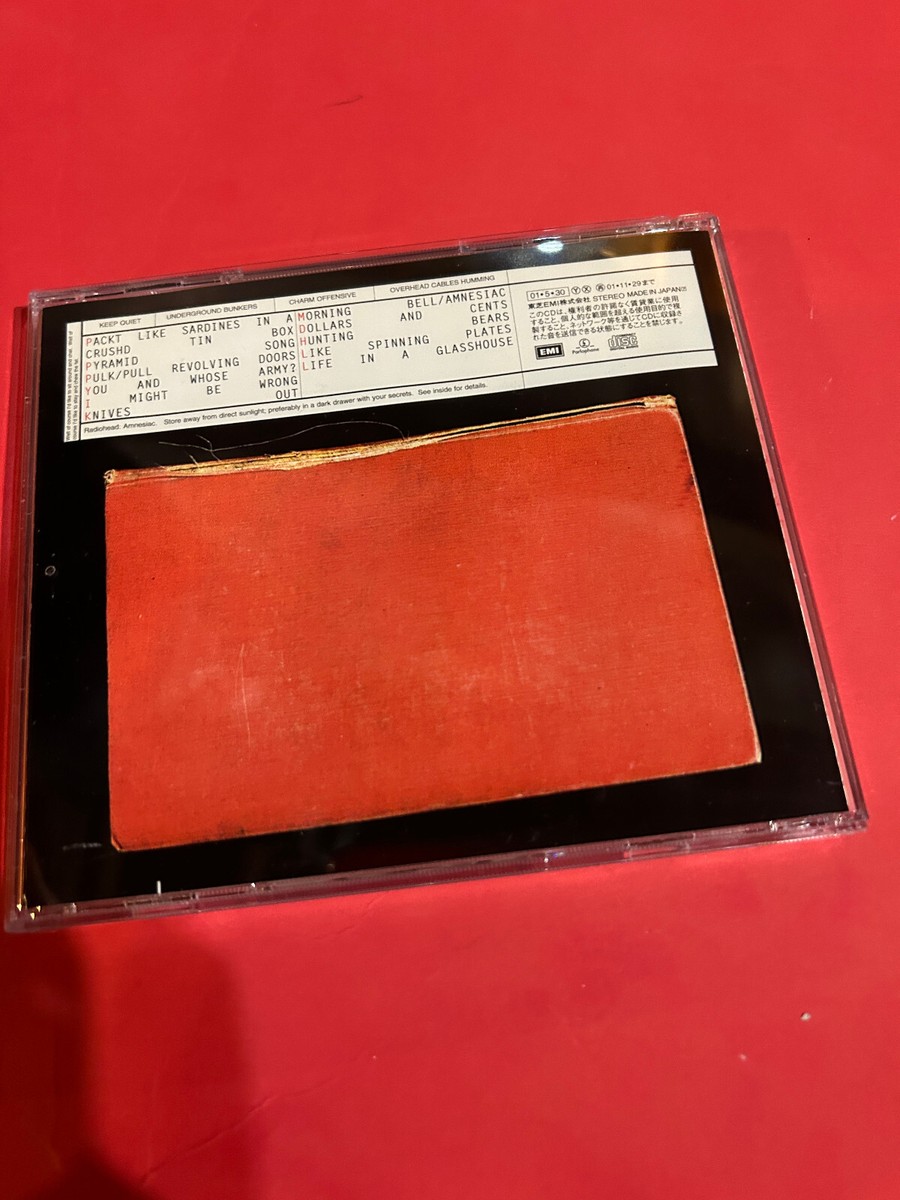 KEEP QUIET
UNDERGROUND BUNKERS
CHARM OFFENSIVE
OVERHEAD CABLES HUMMING
PACKT LIKE SARDINES IN A
CRUSHD TIN BOX
PYRAMID SONG
PULK/PULL REVOLVING DOORS
YOU AND WHOSE ARMY?
I MIGHT BE WRONG
KNIVES OUT
MORNING BELL/AMNESIAC
DOLLARS AND CENTS
HUNTING BEARS
LIKE SPINNING PLATES
LIFE IN A GLASSHOUSE
Radiohead: Amnesiac. Store away from direct sunlight; preferably in a dark drawer with your secrets. See inside for details.
01•5•30 Ⓨ Ⓧ 01•11•29まで
東芝EMI株式会社 STEREO MADE IN JAPAN
このCDは、権利者の許諾なく賃貸業に使用
すること、個人的な範囲を超える使用目的で複
製すること、ネットワーク等を通じてCDに収録さ
れた音を送信できる状態にすることを禁じます。
EMI
Parlophone
COMPACT disc DIGITAL AUDIO